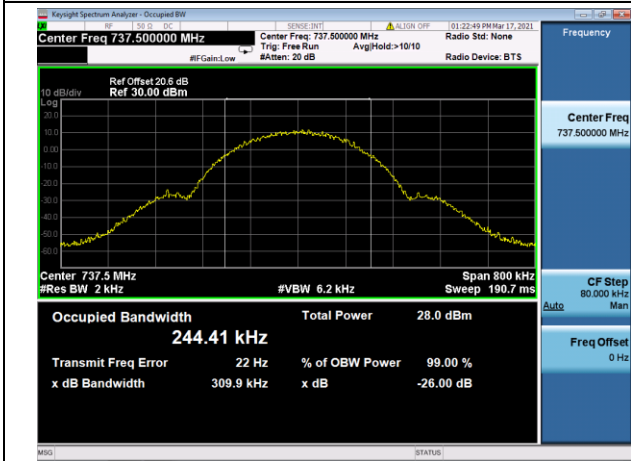 Keysight Spectrum Analyzer - Occupied BW
RF 50 Ω DC SENSE:INT ALIGN OFF 01:22:49 PM Mar 17, 2021
Center Freq 737.500000 MHz
Center Freq: 737.500000 MHz
Radio Std: None
Trig: Free Run Avg|Hold:>10/10
#IFGain:Low
#Atten: 20 dB
Radio Device: BTS
Frequency
Ref Offset 20.6 dB
10 dB/div Ref 30.00 dBm
Log
20.0
10.0
0.00
-10.0
-20.0
-30.0
-40.0
-50.0
-60.0
Center 737.5 MHz Span 800 kHz
#Res BW 2 kHz #VBW 6.2 kHz Sweep 190.7 ms
Occupied Bandwidth Total Power 28.0 dBm
244.41 kHz
Transmit Freq Error 22 Hz % of OBW Power 99.00 %
x dB Bandwidth 309.9 kHz x dB -26.00 dB
Center Freq
737.500000 MHz
CF Step
80.000 kHz
Auto Man
Freq Offset
0 Hz
MSG STATUS